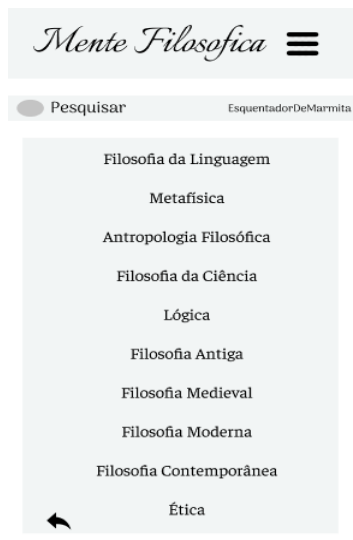 Mente Filosofica
Pesquisar EsquentadorDeMarmita
Filosofia da Linguagem
Metafísica
Antropologia Filosófica
Filosofia da Ciência
Lógica
Filosofia Antiga
Filosofia Medieval
Filosofia Moderna
Filosofia Contemporânea
Ética